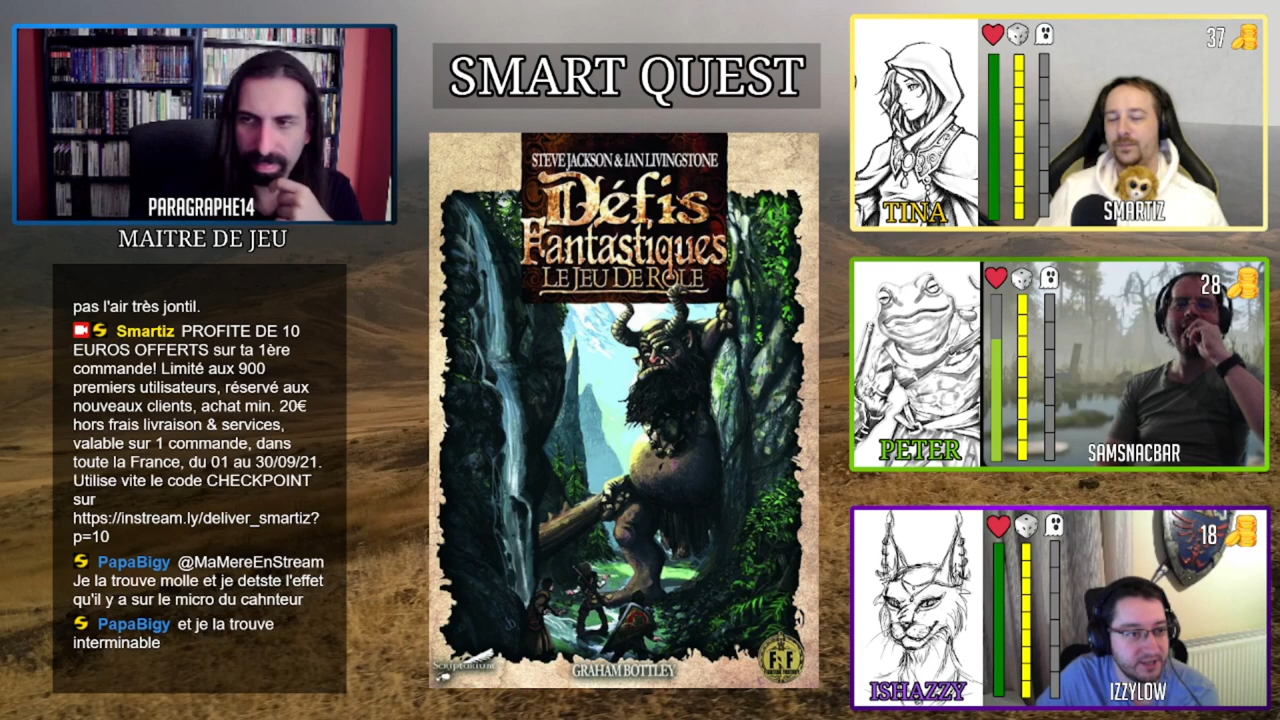 PARAGRAPHE14
MAITRE DE JEU
pas l'air très jontil.
Smartiz PROFITE DE 10
EUROS OFFERTS sur ta 1ère
commande! Limité aux 900
premiers utilisateurs, réservé aux
nouveaux clients, achat min. 20€
hors frais livraison & services,
valable sur 1 commande, dans
toute la France, du 01 au 30/09/21.
Utilise vite le code CHECKPOINT
sur
https://instream.ly/deliver_smartiz?
p=10
PapaBigy @MaMereEnStream
Je la trouve molle et je detste l'effet
qu'il y a sur le micro du cahnteur
PapaBigy et je la trouve
interminable
SMART QUEST
STEVE JACKSON & IAN LIVINGSTONE
Défis
Fantastiques
LE JEU DE RÔLE
SCRIPTARIUM
GRAHAM BOTTLEY
FF
37
TINA
SMARTIZ
28
PETER
SAMSNACBAR
18
ISHAZZY
IZZYLOW